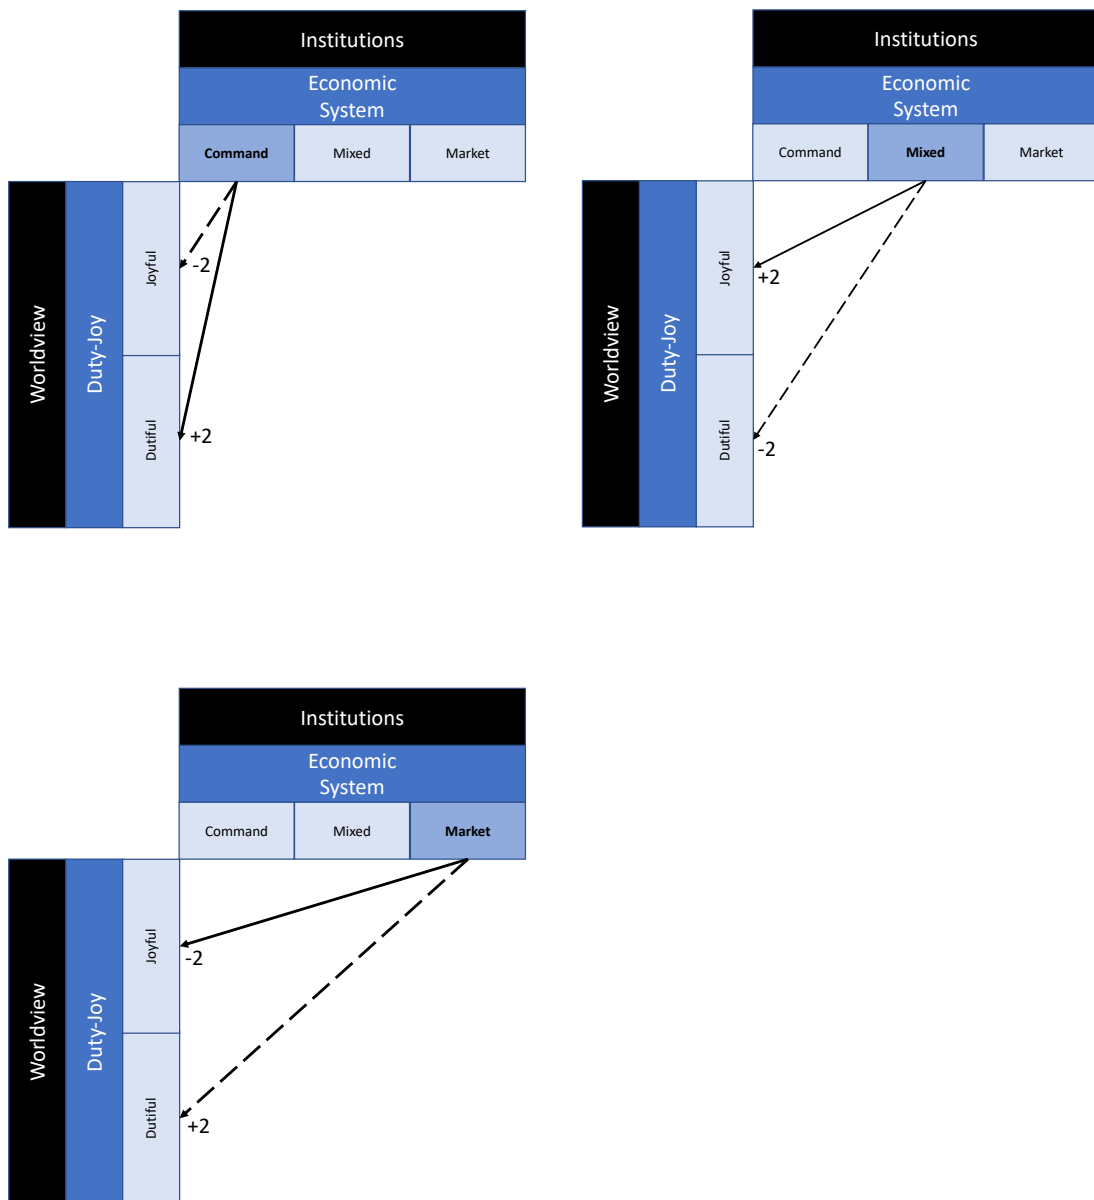 Institutions
Economic
System
Command
Mixed
Market
Worldview
Duty-Joy
Joyful
Dutiful
-2
+2
Institutions
Economic
System
Command
Mixed
Market
Worldview
Duty-Joy
Joyful
Dutiful
+2
-2
Institutions
Economic
System
Command
Mixed
Market
Worldview
Duty-Joy
Joyful
Dutiful
-2
+2